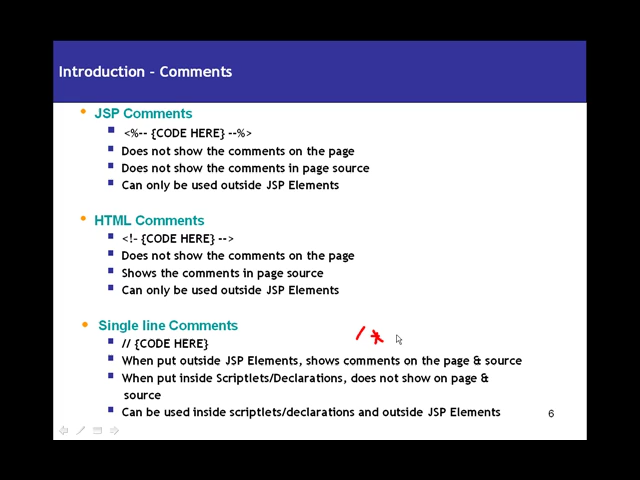 Introduction - Comments
JSP Comments
<%-- {CODE HERE} --%>
Does not show the comments on the page
Does not show the comments in page source
Can only be used outside JSP Elements
HTML Comments
<!- {CODE HERE} -->
Does not show the comments on the page
Shows the comments in page source
Can only be used outside JSP Elements
Single line Comments
/*
// {CODE HERE}
When put outside JSP Elements, shows comments on the page & source
When put inside Scriptlets/Declarations, does not show on page &
source
Can be used inside scriptlets/declarations and outside JSP Elements
6